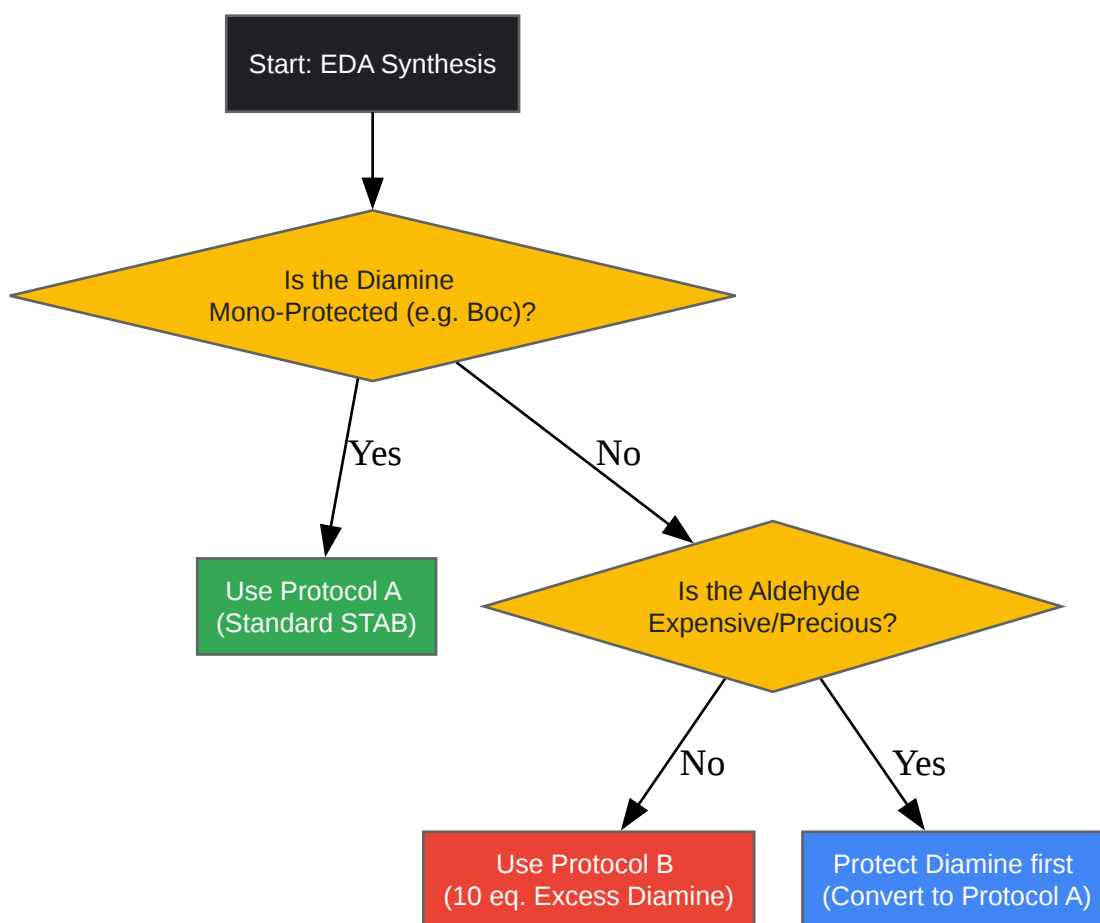 Start: EDA Synthesis
Is the Diamine
Mono-Protected (e.g. Boc)?
Yes
No
Use Protocol A
(Standard STAB)
Is the Aldehyde
Expensive/Precious?
No
Yes
Use Protocol B
(10 eq. Excess Diamine)
Protect Diamine first
(Convert to Protocol A)